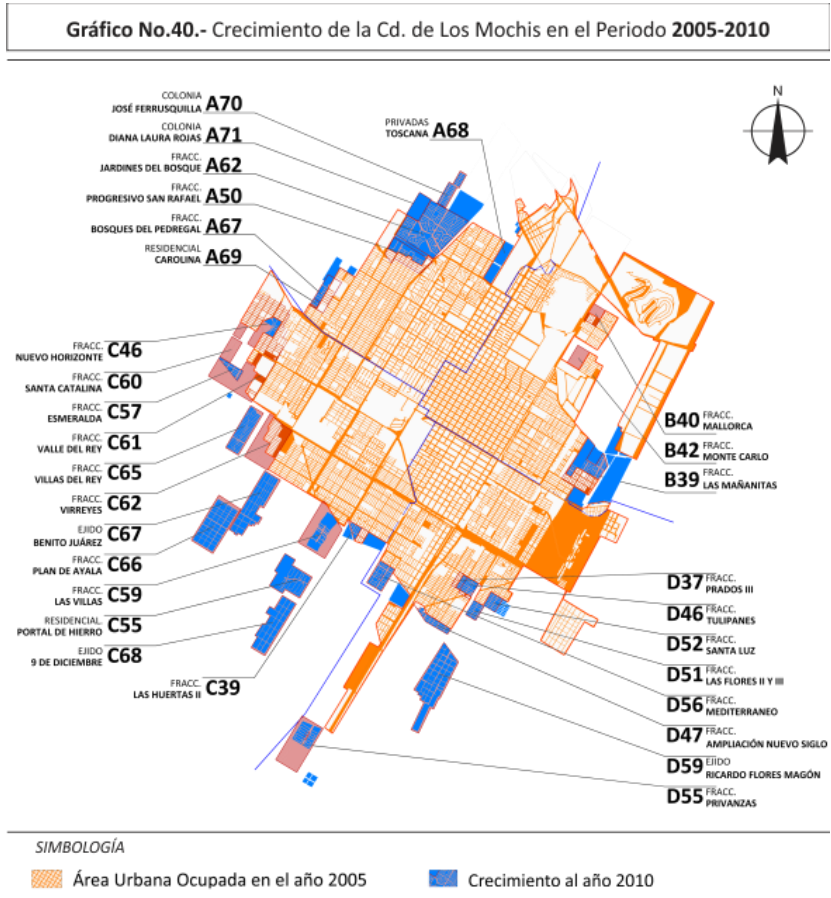 Gráfico No.40.- Crecimiento de la Cd. de Los Mochis en el Periodo 2005-2010
N
COLONIA
JOSÉ FERRUSQUILLA A70
COLONIA
DIANA LAURA ROJAS A71
FRACC.
JARDINES DEL BOSQUE A62
FRACC.
PROGRESIVO SAN RAFAEL A50
FRACC.
BOSQUES DEL PEDREGAL A67
RESIDENCIAL
CAROLINA A69
PRIVADAS
TOSCANA A68
FRACC.
NUEVO HORIZONTE C46
FRACC.
SANTA CATALINA C60
FRACC.
ESMERALDA C57
FRACC.
VALLE DEL REY C61
FRACC.
VILLAS DEL REY C65
FRACC.
VIRREYES C62
EJIDO
BENITO JUÁREZ C67
FRACC.
PLAN DE AYALA C66
FRACC.
LAS VILLAS C59
RESIDENCIAL
PORTAL DE HIERRO C55
EJIDO
9 DE DICIEMBRE C68
FRACC.
LAS HUERTAS II C39
B40 FRACC.
MALLORCA
B42 FRACC.
MONTE CARLO
B39 FRACC.
LAS MAÑANITAS
D37 FRACC.
PRADOS III
D46 FRACC.
TULIPANES
D52 FRACC.
SANTA LUZ
D51 FRACC.
LAS FLORES II Y III
D56 FRACC.
MEDITERRANEO
D47 FRACC.
AMPLIACIÓN NUEVO SIGLO
D59 EJIDO
RICARDO FLORES MAGÓN
D55 FRACC.
PRIVANZAS
SIMBOLOGÍA
Área Urbana Ocupada en el año 2005
Crecimiento al año 2010